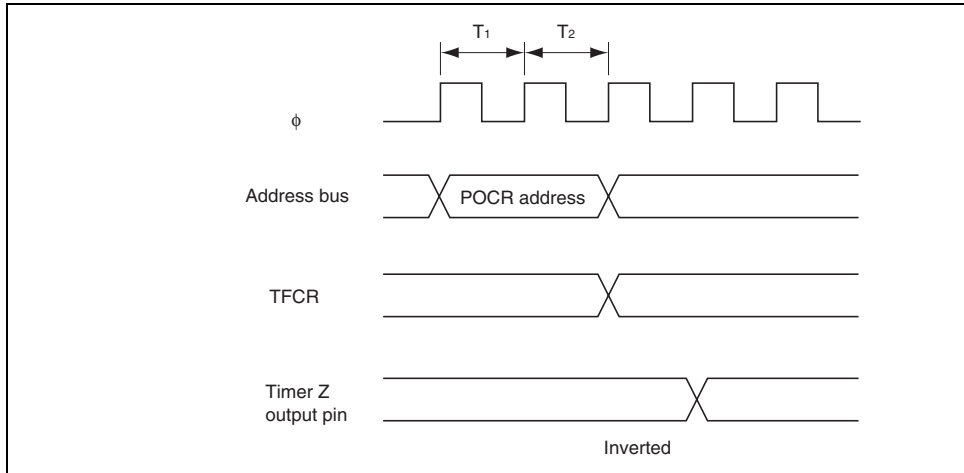 T1 T2
φ
Address bus POCR address
TFCR
Timer Z
output pin
Inverted